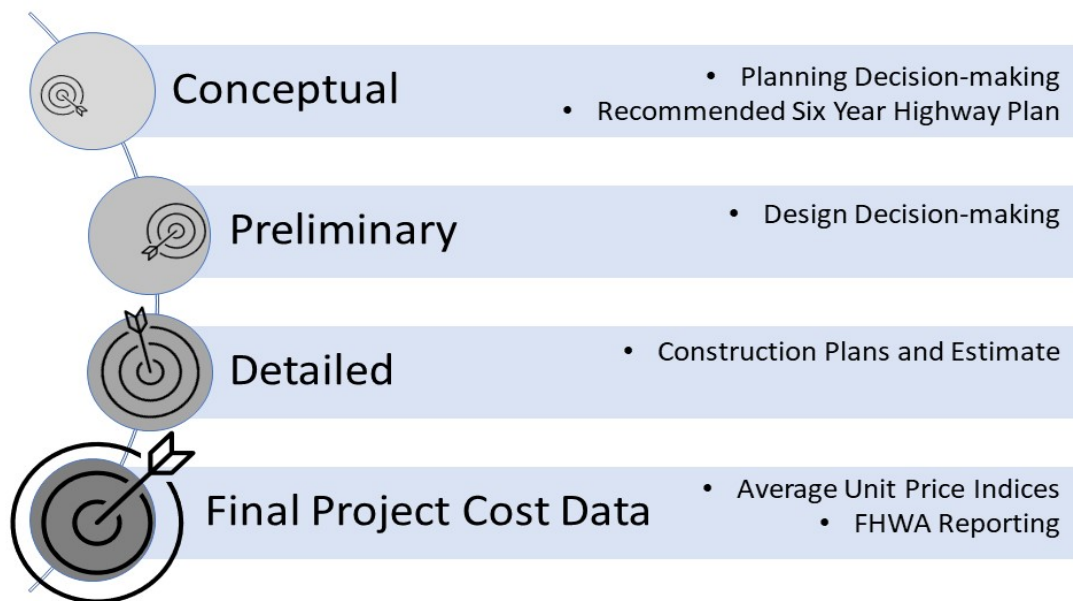 Conceptual
• Planning Decision-making
• Recommended Six Year Highway Plan
Preliminary
• Design Decision-making
Detailed
• Construction Plans and Estimate
Final Project Cost Data
• Average Unit Price Indices
• FHWA Reporting